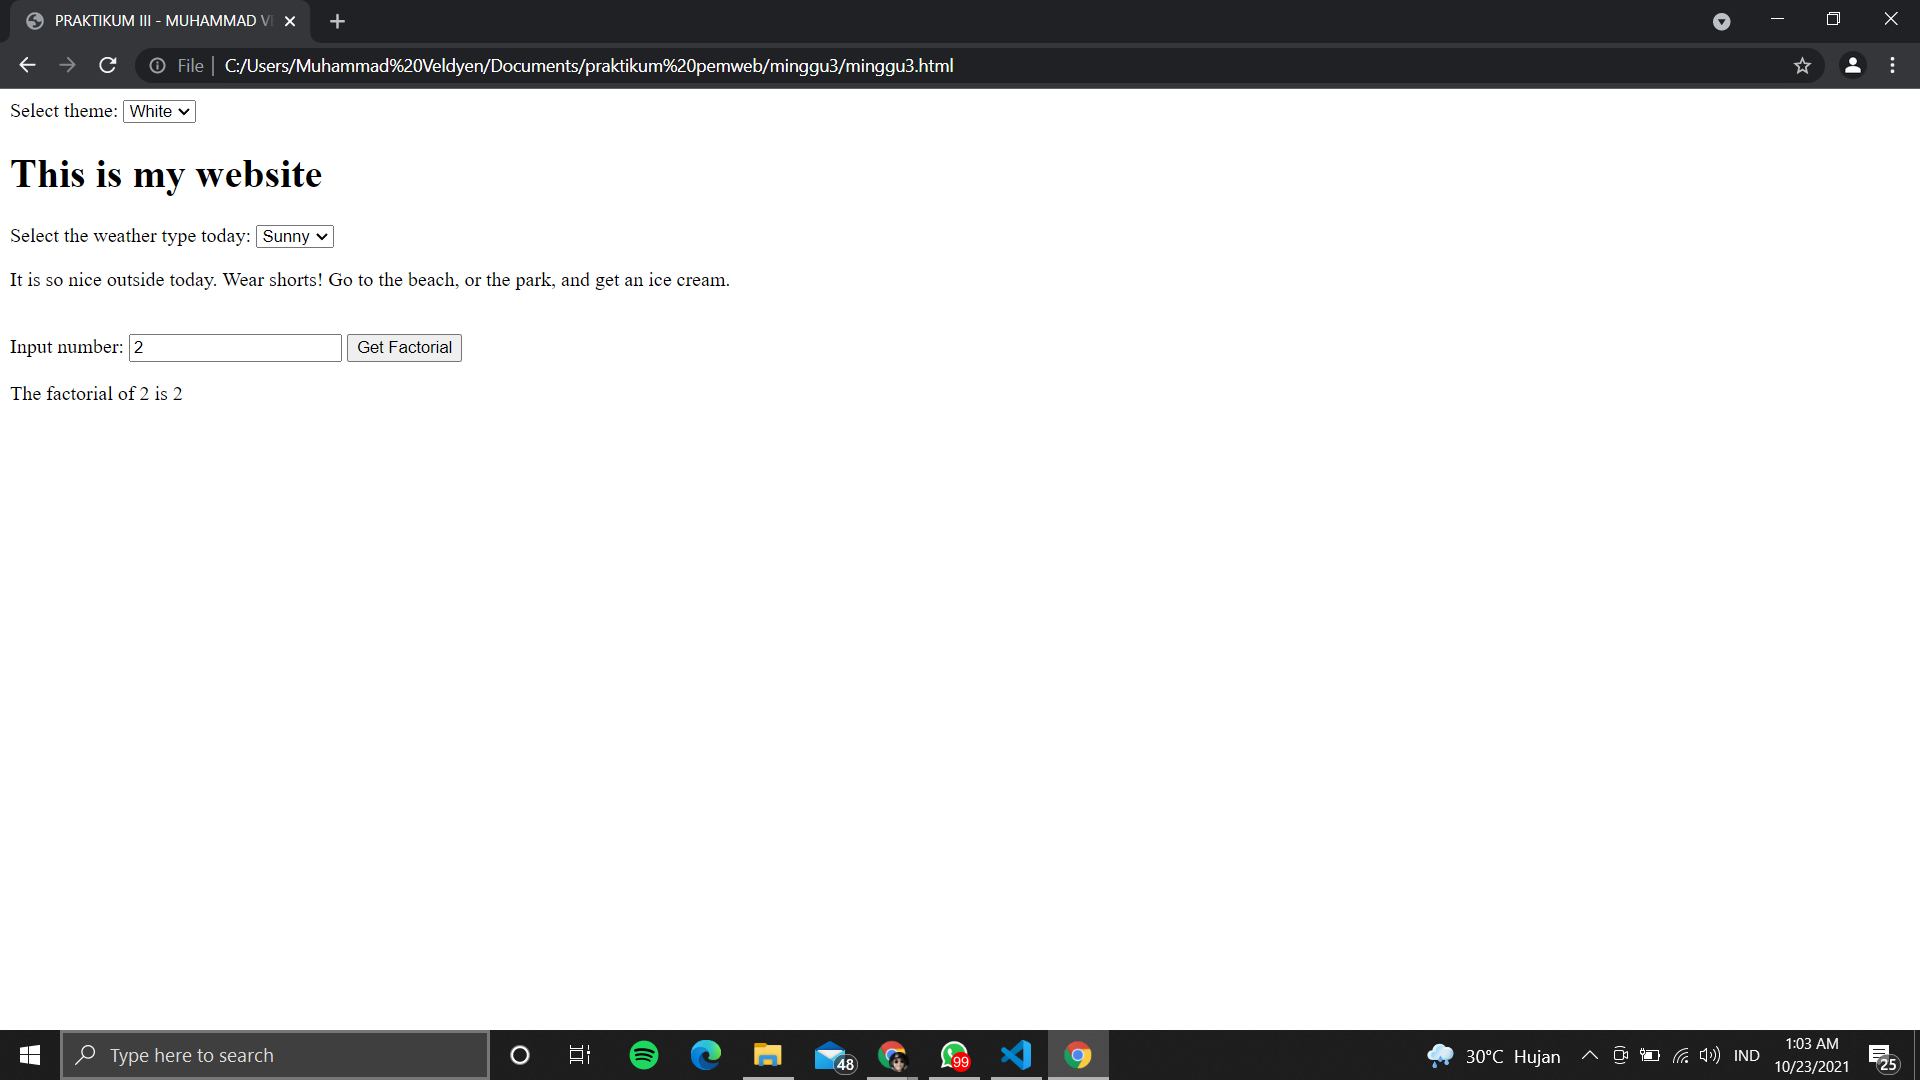 PRAKTIKUM III - MUHAMMAD
File
C:/Users/Muhammad%20Veldyen/Documents/praktikum%20pemweb/minggu3/minggu3.html
Select theme: White
This is my website
Select the weather type today: Sunny
It is so nice outside today. Wear shorts! Go to the beach, or the park, and get an ice cream.
Input number: 2 Get Factorial
The factorial of 2 is 2
Type here to search
48
99
30°C Hujan
IND
1:03 AM
10/23/2021
25